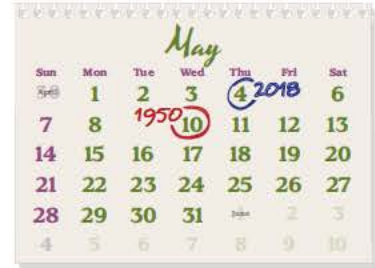 May
Sun Mon Tue Wed Thu Fri Sat
April 1 2 3 4 2018 6
1950
7 8 10 11 12 13
14 15 16 17 18 19 20
21 22 23 24 25 26 27
28 29 30 31 June 2 3
4 5 6 7 8 9 10